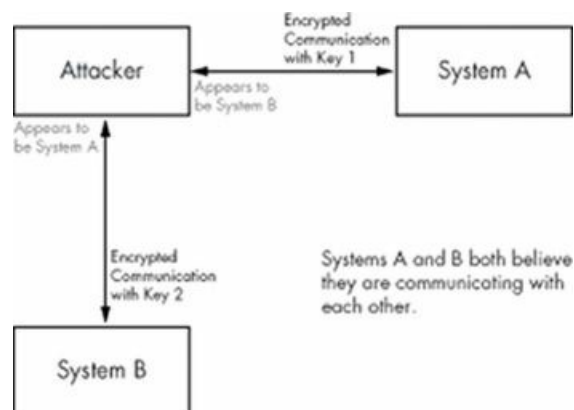 Encrypted
Communication
with Key 1
Attacker
System A
Appears to
be System B
Appears to
be System A
Encrypted
Communication
with Key 2
Systems A and B both believe
they are communicating with
each other.
System B